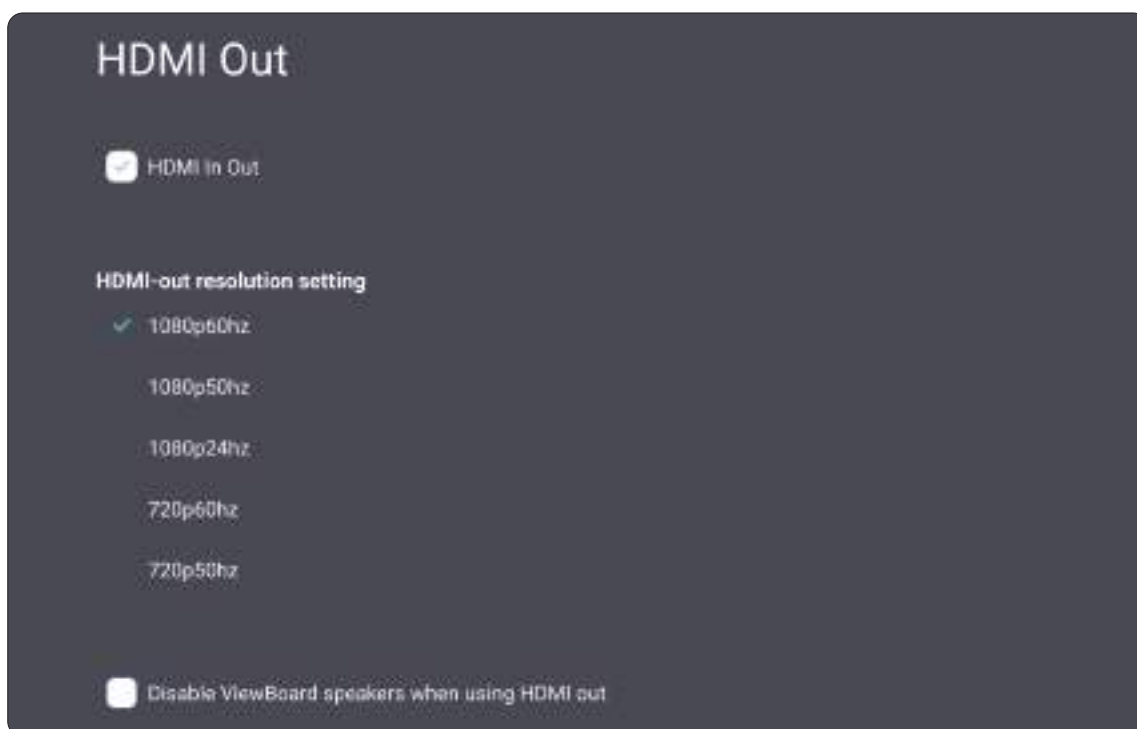 HDMI Out
HDMI In Out
HDMI-out resolution setting
1080p60hz
1080p50hz
1080p24hz
720p60hz
720p50hz
Disable ViewBoard speakers when using HDMI out